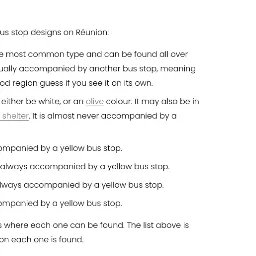 us stop designs on Réunion.
e most common type and can be found all over
ually accompanied by another bus stop, meaning
od region guess if you see it on its own.
either be white, or an olive colour. It may also be in
shelter. It is almost never accompanied by a
ompanied by a yellow bus stop.
always accompanied by a yellow bus stop.
lways accompanied by a yellow bus stop.
ompanied by a yellow bus stop.
s where each one can be found. The list above is
on each one is found.